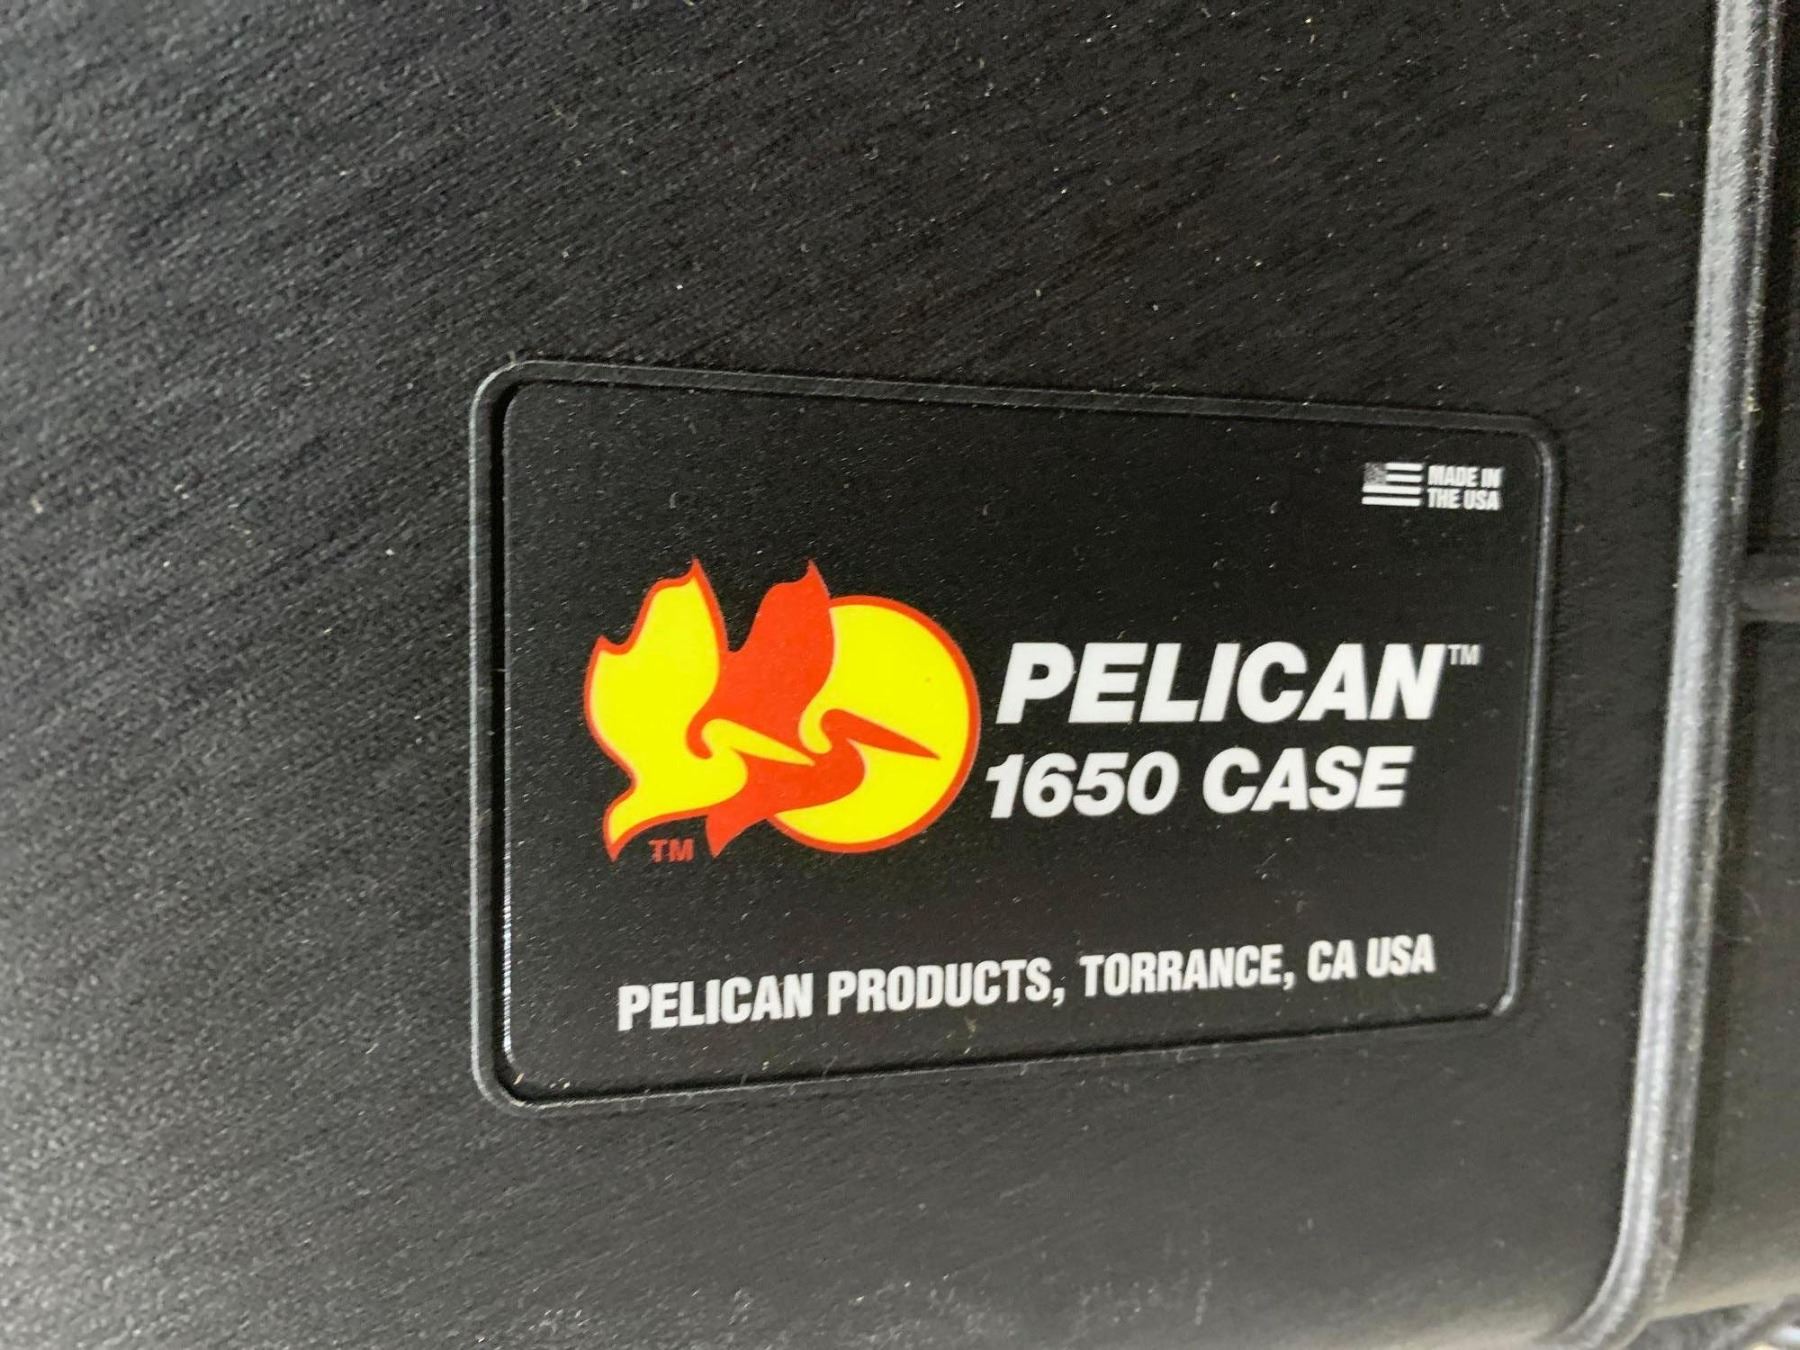 MADE IN
THE USA
PELICAN™
1650 CASE
TM
PELICAN PRODUCTS, TORRANCE, CA USA